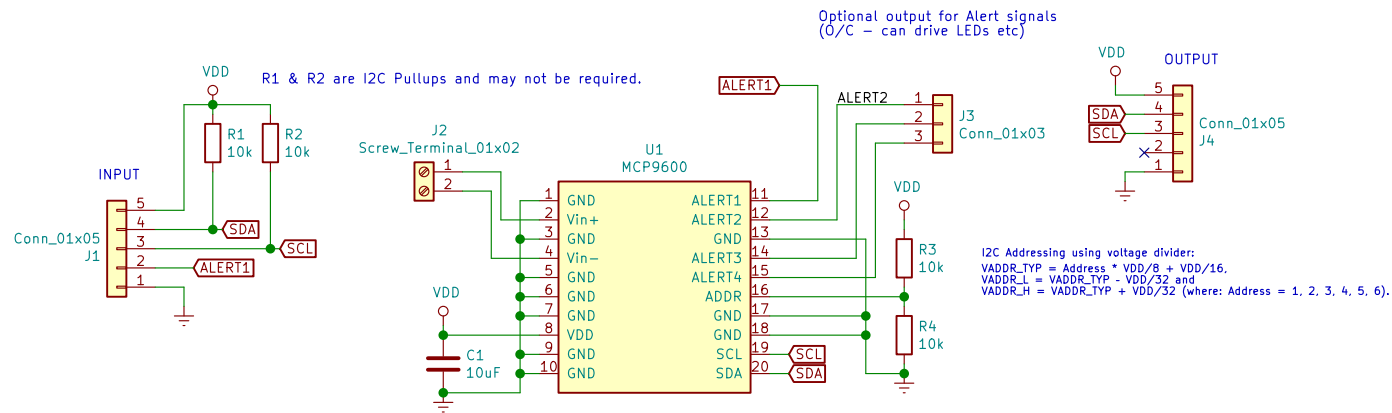 Optional output for Alert signals
(O/C – can drive LEDs etc)
R1 & R2 are I2C Pullups and may not be required.
VDD
R1
10k
R2
10k
INPUT
5
4
3
2
1
Conn_01x05
J1
SDA
SCL
ALERT1
J2
Screw_Terminal_01x02
1
2
VDD
C1
10uF
U1
MCP9600
1 GND
2 Vin+
3 GND
4 Vin-
5 GND
6 GND
7 GND
8 VDD
9 GND
10 GND
ALERT1 11
ALERT2 12
GND 13
ALERT3 14
ALERT4 15
ADDR 16
GND 17
GND 18
SCL 19
SDA 20
SCL
SDA
ALERT1
ALERT2
1
2
3
J3
Conn_01x03
VDD
R3
10k
R4
10k
VDD
OUTPUT
5
4
3
2
1
SDA
SCL
Conn_01x05
J4
I2C Addressing using voltage divider:
VADDR_TYP = Address * VDD/8 + VDD/16,
VADDR_L = VADDR_TYP - VDD/32 and
VADDR_H = VADDR_TYP + VDD/32 (where: Address = 1, 2, 3, 4, 5, 6).